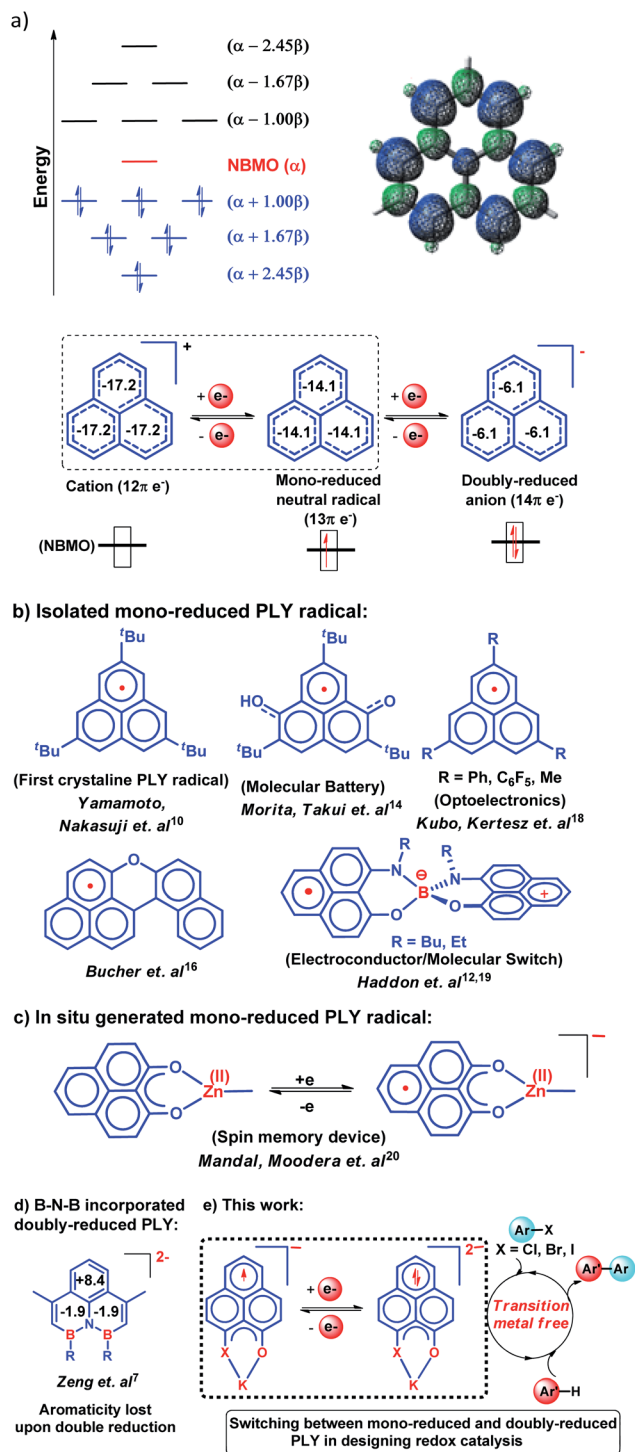 a)
Energy
(α − 2.45β)
(α − 1.67β)
(α − 1.00β)
NBMO (α)
(α + 1.00β)
(α + 1.67β)
(α + 2.45β)
-17.2
-17.2 -17.2
+
+ e-
- e-
-14.1
-14.1 -14.1
+ e-
- e-
-6.1
-6.1 -6.1
-
Cation (12π e⁻)
Mono-reduced
neutral radical
(13π e⁻)
Doubly-reduced
anion (14π e⁻)
(NBMO)
b) Isolated mono-reduced PLY radical:
ᵗBu
ᵗBu ᵗBu
(First crystaline PLY radical)
Yamamoto,
Nakasuji et. al¹⁰
ᵗBu
HO O
ᵗBu ᵗBu
(Molecular Battery)
Morita, Takui et. al¹⁴
R
R R
R = Ph, C₆F₅, Me
(Optoelectronics)
Kubo, Kertesz et. al¹⁸
O
Bucher et. al¹⁶
R R
N ⊖ N
B
O O +
R = Bu, Et
(Electroconductor/Molecular Switch)
Haddon et. al¹²,¹⁹
c) In situ generated mono-reduced PLY radical:
O (II)
Zn
O
+e
-e
O (II)
Zn
O
−
(Spin memory device)
Mandal, Moodera et. al²⁰
d) B-N-B incorporated
doubly-reduced PLY:
2-
+8.4
-1.9 -1.9
N
B B
R R
Zeng et. al⁷
Aromaticity lost
upon double reduction
e) This work:
−
X O
K
+ e-
- e-
2−
X O
K
Ar X
X = Cl, Br, I
Ar' Ar
Transition
metal free
Ar' H
Switching between mono-reduced and doubly-reduced
PLY in designing redox catalysis